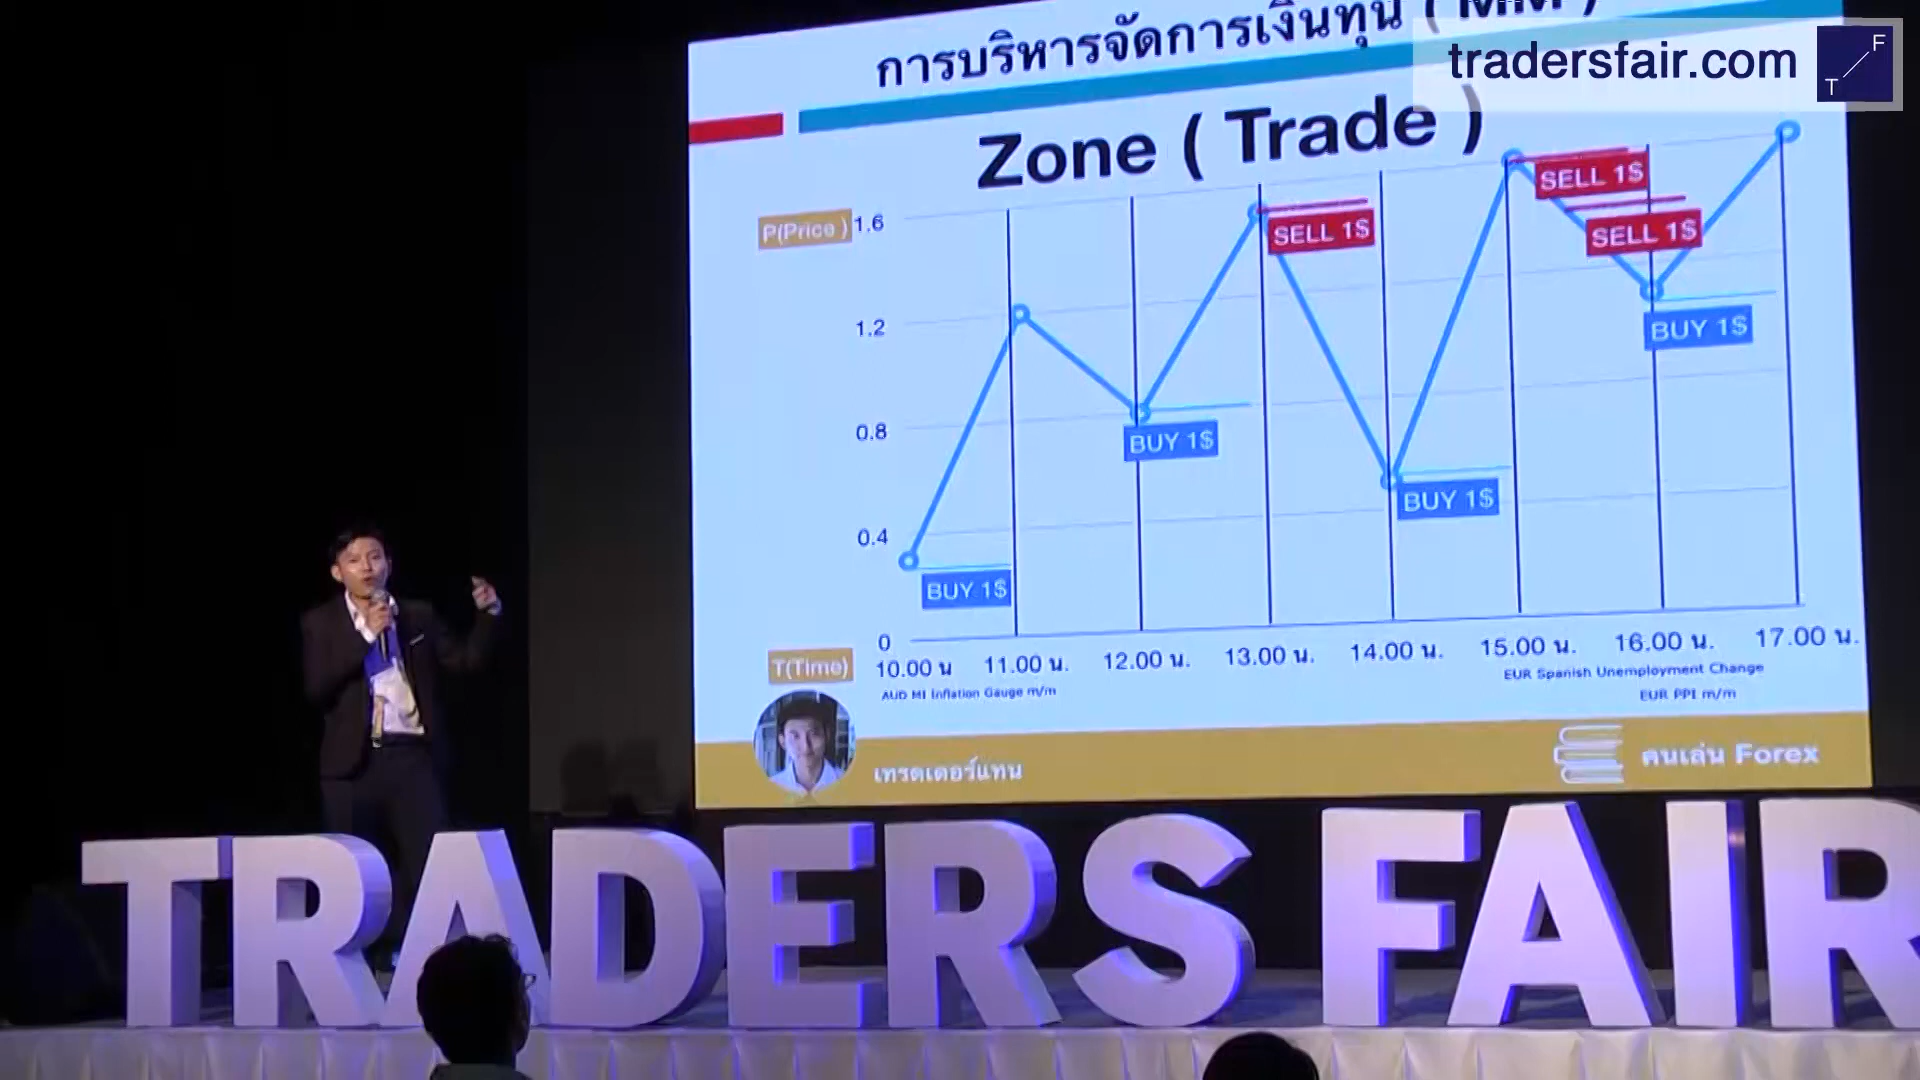 การบริหารจัดการเงินทุน ( MM )
tradersfair.com
F
T
Zone ( Trade )
SELL 1$
P(Price )
1.6
SELL 1$
SELL 1$
1.2
BUY 1$
0.8
BUY 1$
BUY 1$
0.4
BUY 1$
0
T(Time)
10.00 น
11.00 น.
12.00 น.
13.00 น.
14.00 น.
15.00 น.
16.00 น.
17.00 น.
AUD MI Inflation Gauge m/m
EUR Spanish Unemployment Change
EUR PPI m/m
เทรดเดอร์แทน
คนเล่น Forex
TRADERS FAIR